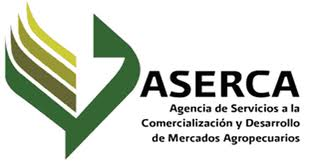 ASERCA
Agencia de Servicios a la
Comercialización y Desarrollo
de Mercados Agropecuarios